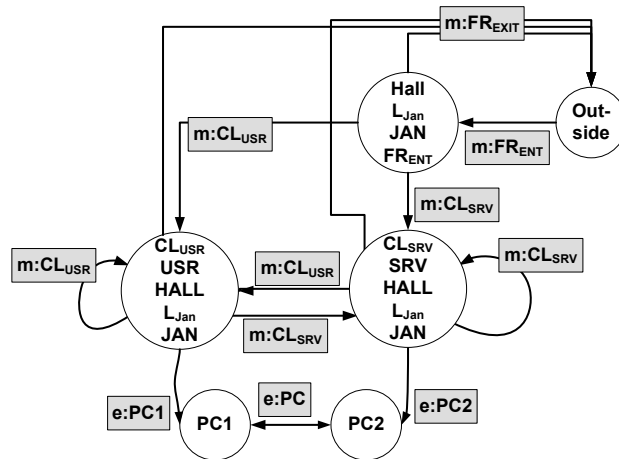 m:FR_EXIT
Hall
L_Jan
JAN
FR_ENT
Out-
side
m:CL_USR
m:FR_ENT
m:CL_SRV
CL_USR
USR
HALL
L_Jan
JAN
CL_SRV
SRV
HALL
L_Jan
JAN
m:CL_USR
m:CL_USR
m:CL_SRV
m:CL_SRV
e:PC1
e:PC
e:PC2
PC1
PC2